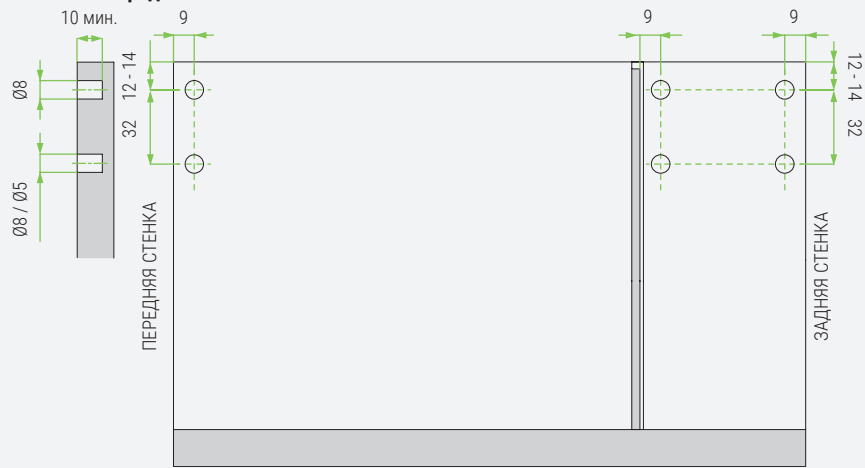 10 мин.
9
9
9
Ø8
12 - 14
32
Ø8 / Ø5
12 - 14
32
ПЕРЕДНЯЯ СТЕНКА
ЗАДНЯЯ СТЕНКА